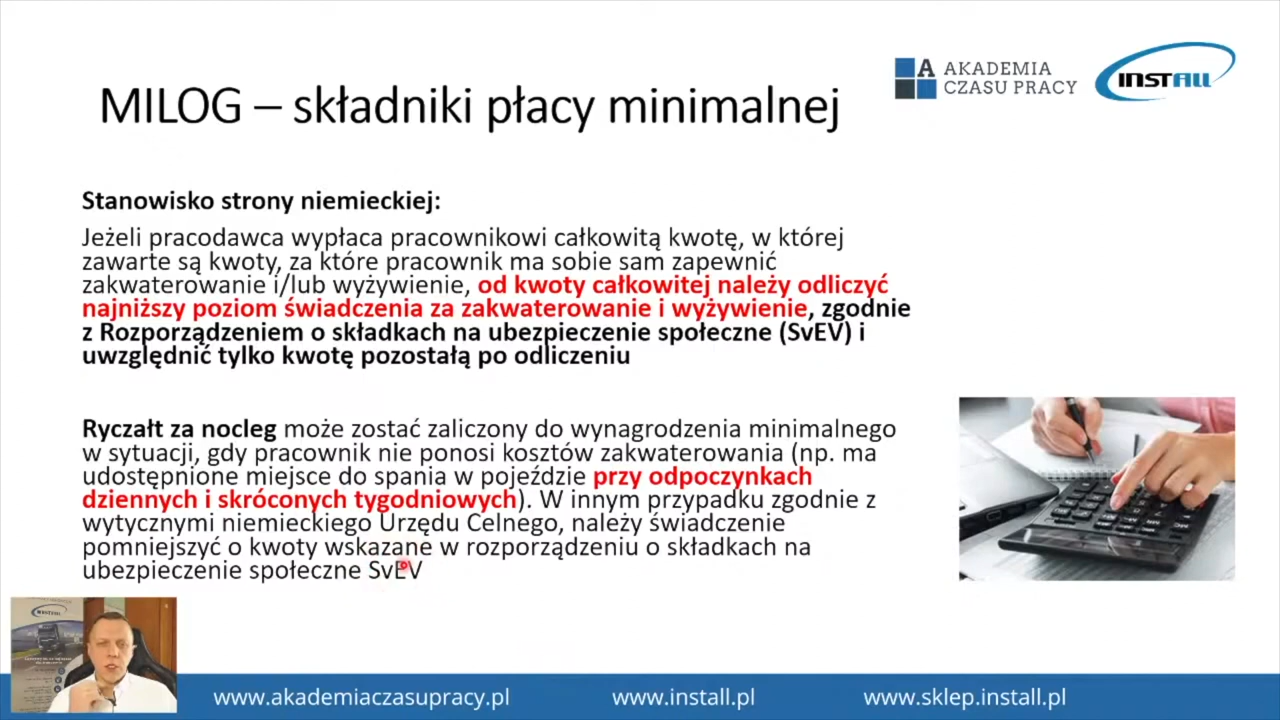 MILOG – składniki płacy minimalnej
A AKADEMIA
CZASU PRACY
INSTALL
Stanowisko strony niemieckiej:
Jeżeli pracodawca wypłaca pracownikowi całkowitą kwotę, w której
zawarte są kwoty, za które pracownik ma sobie sam zapewnić
zakwaterowanie i/lub wyżywienie, od kwoty całkowitej należy odliczyć
najniższy poziom świadczenia za zakwaterowanie i wyżywienie, zgodnie
z Rozporządzeniem o składkach na ubezpieczenie społeczne (SvEV) i
uwzględnić tylko kwotę pozostałą po odliczeniu
Ryczałt za nocleg może zostać zaliczony do wynagrodzenia minimalnego
w sytuacji, gdy pracownik nie ponosi kosztów zakwaterowania (np. ma
udostępnione miejsce do spania w pojeździe przy odpoczynkach
dziennych i skróconych tygodniowych). W innym przypadku zgodnie z
wytycznymi niemieckiego Urzędu Celnego, należy świadczenie
pomniejszyć o kwoty wskazane w rozporządzeniu o składkach na
ubezpieczenie społeczne SvEV
www.akademiaczasupracy.pl
www.install.pl
www.sklep.install.pl